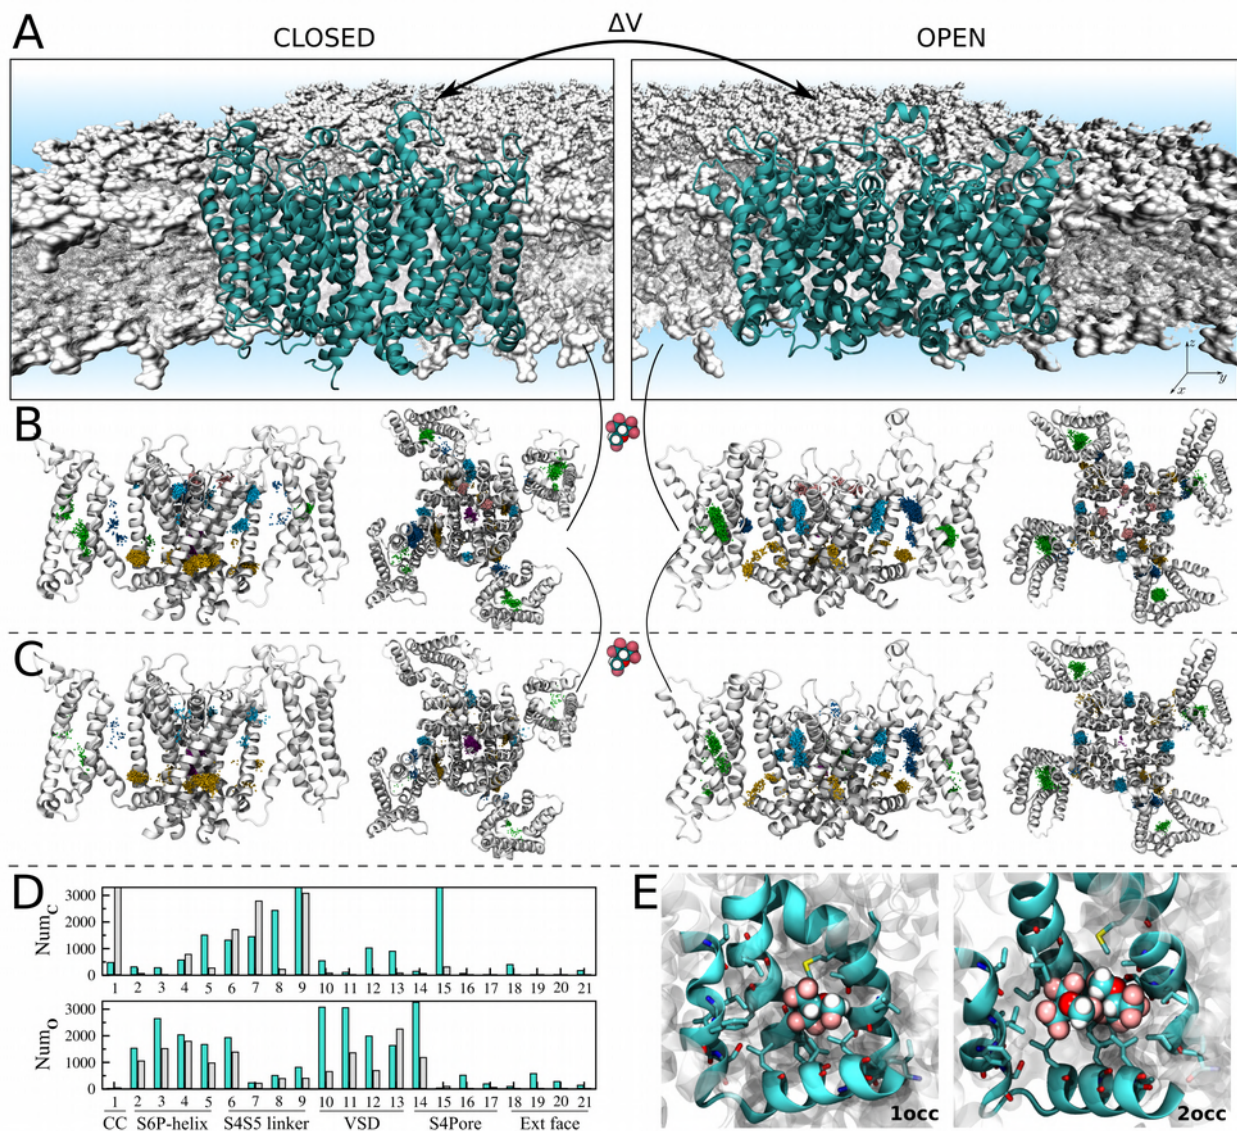 A
CLOSED
ΔV
OPEN
z
y
x
B
C
D
Num_C
3000
2000
1000
0
1 2 3 4 5 6 7 8 9 10 11 12 13 14 15 16 17 18 19 20 21
Num_O
3000
2000
1000
0
1 2 3 4 5 6 7 8 9 10 11 12 13 14 15 16 17 18 19 20 21
CC S6P-helix S4S5 linker VSD S4Pore Ext face
E
1occ
2occ